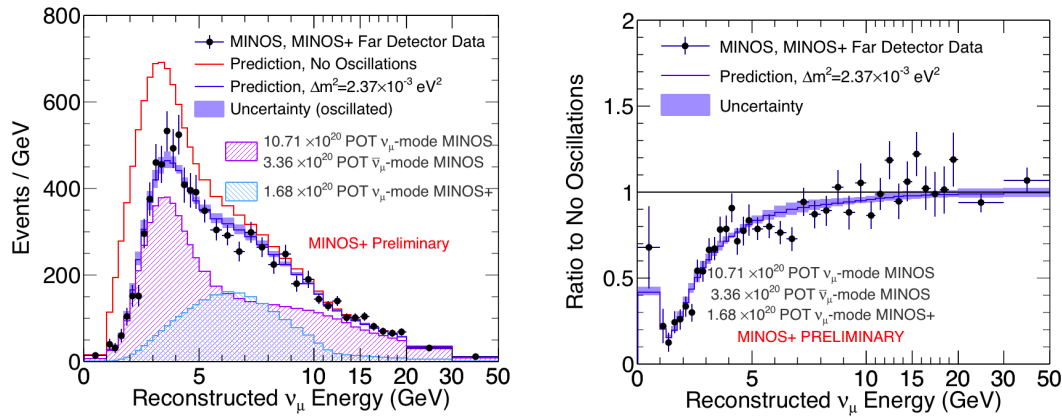 800
600
400
200
0
Events / GeV
MINOS, MINOS+ Far Detector Data
Prediction, No Oscillations
Prediction, Δm²=2.37×10⁻³ eV²
Uncertainty (oscillated)
10.71 ×10²⁰ POT νμ-mode MINOS
3.36 ×10²⁰ POT ν̄μ-mode MINOS
1.68 ×10²⁰ POT νμ-mode MINOS+
MINOS+ Preliminary
0 5 10 15 20 30 50
Reconstructed νμ Energy (GeV)
2
1.5
1
0.5
0
Ratio to No Oscillations
MINOS, MINOS+ Far Detector Data
Prediction, Δm²=2.37×10⁻³ eV²
Uncertainty
10.71 ×10²⁰ POT νμ-mode MINOS
3.36 ×10²⁰ POT ν̄μ-mode MINOS
1.68 ×10²⁰ POT νμ-mode MINOS+
MINOS+ PRELIMINARY
0 5 10 15 20 30 50
Reconstructed νμ Energy (GeV)